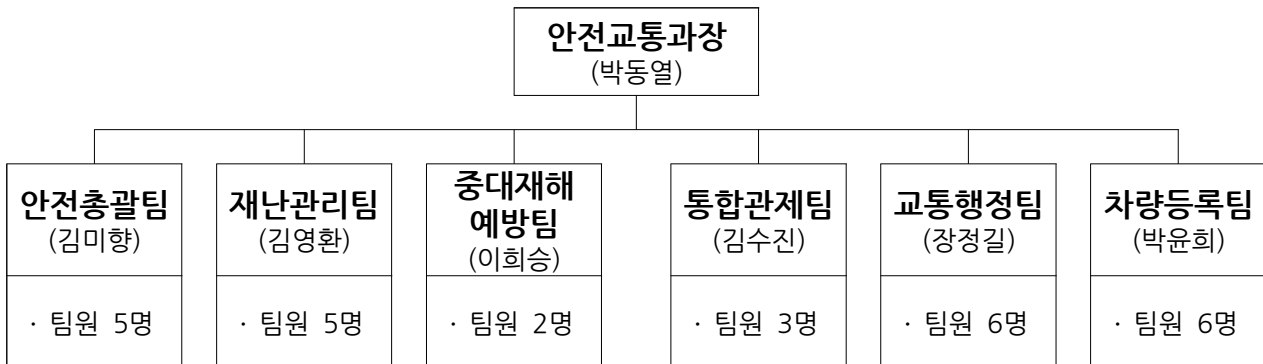 안전교통과장
(박동열)
안전총괄팀
(김미향)
· 팀원 5명
재난관리팀
(김영환)
· 팀원 5명
중대재해
예방팀
(이희승)
· 팀원 2명
통합관제팀
(김수진)
· 팀원 3명
교통행정팀
(장정길)
· 팀원 6명
차량등록팀
(박윤희)
· 팀원 6명